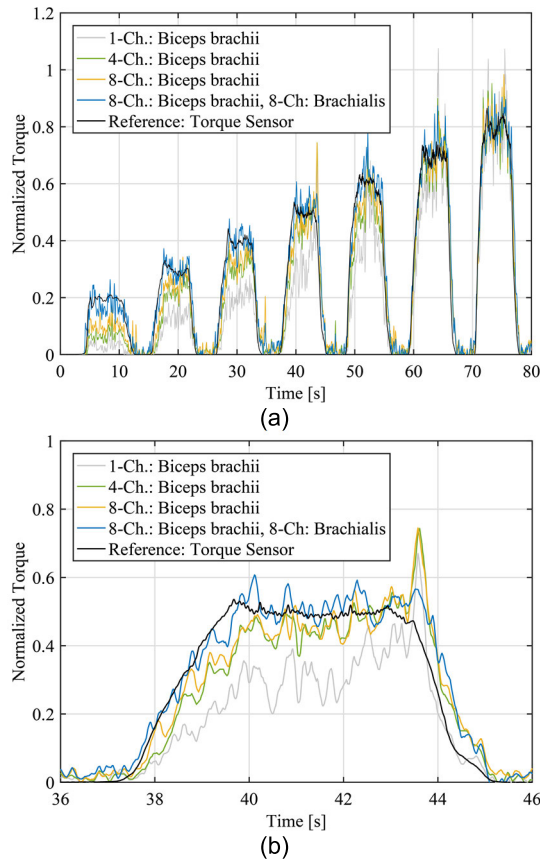 1
1-Ch.: Biceps brachii
4-Ch.: Biceps brachii
8-Ch.: Biceps brachii
8-Ch.: Biceps brachii, 8-Ch: Brachialis
Reference: Torque Sensor
0.8
0.6
0.4
0.2
0
Normalized Torque
0 10 20 30 40 50 60 70 80
Time [s]
(a)
1
1-Ch.: Biceps brachii
4-Ch.: Biceps brachii
8-Ch.: Biceps brachii
8-Ch.: Biceps brachii, 8-Ch: Brachialis
Reference: Torque Sensor
0.8
0.6
0.4
0.2
0
Normalized Torque
36 38 40 42 44 46
Time [s]
(b)